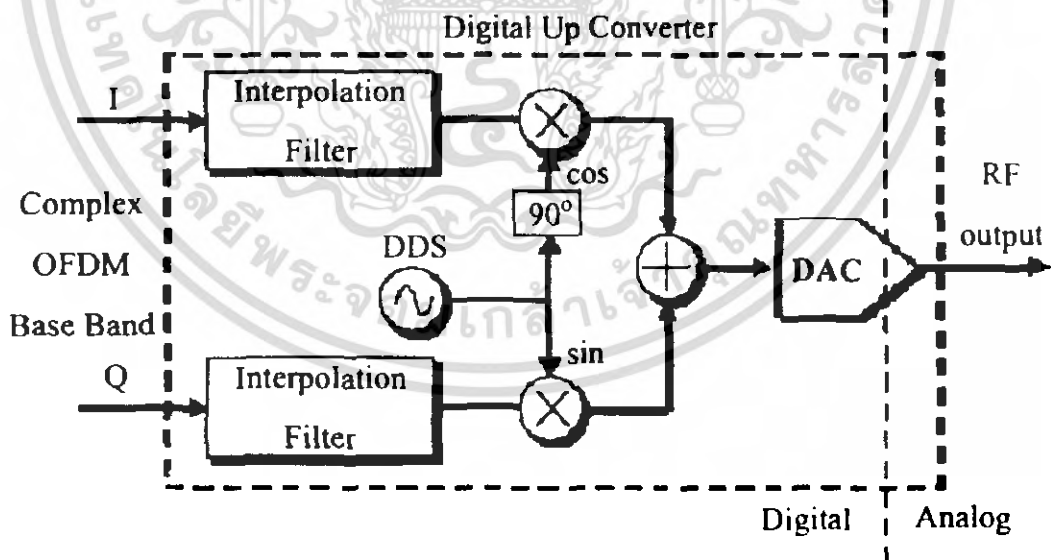 Digital Up Converter
I
Interpolation
Filter
cos
90°
DDS
sin
Complex
OFDM
Base Band
Q
Interpolation
Filter
DAC
RF
output
Digital
Analog